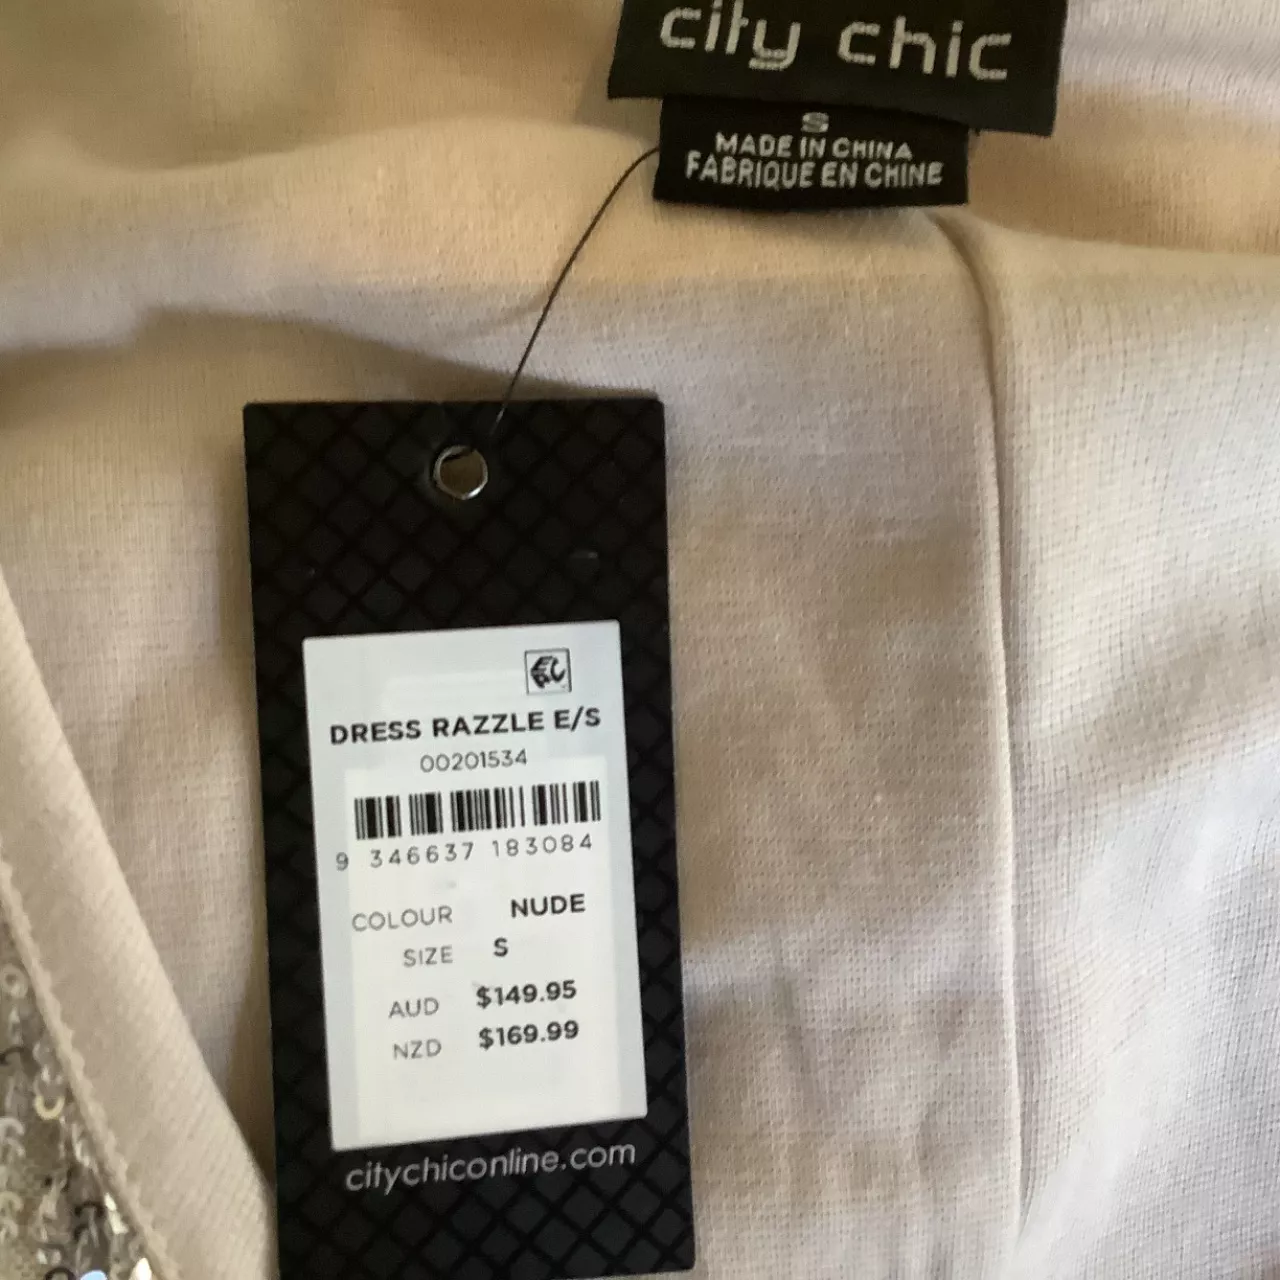 city chic
S
MADE IN CHINA
FABRIQUE EN CHINE
DRESS RAZZLE E/S
00201534
9 346637 183084
COLOUR NUDE
SIZE S
AUD $149.95
NZD $169.99
citychiconline.com